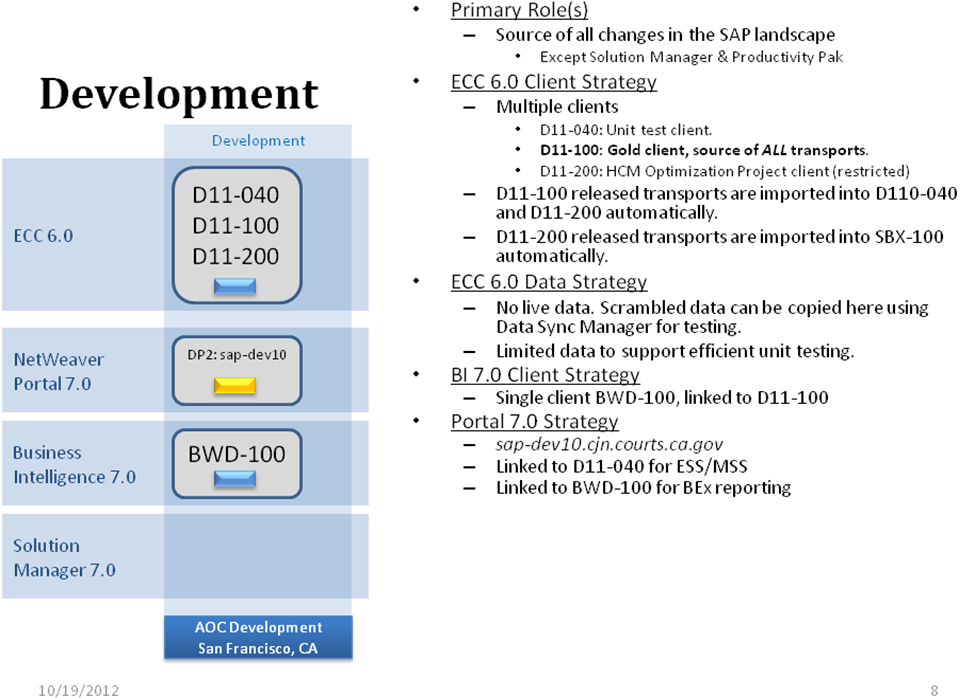 Development
Development
ECC 6.0
D11-040
D11-100
D11-200
NetWeaver
Portal 7.0
DP2: sap-dev10
Business
Intelligence 7.0
BWD-100
Solution
Manager 7.0
AOC Development
San Francisco, CA
• Primary Role(s)
– Source of all changes in the SAP landscape
• Except Solution Manager & Productivity Pak
• ECC 6.0 Client Strategy
– Multiple clients
• D11-040: Unit test client.
• D11-100: Gold client, source of ALL transports.
• D11-200: HCM Optimization Project client (restricted)
– D11-100 released transports are imported into D110-040
and D11-200 automatically.
– D11-200 released transports are imported into SBX-100
automatically.
• ECC 6.0 Data Strategy
– No live data. Scrambled data can be copied here using
Data Sync Manager for testing.
– Limited data to support efficient unit testing.
• BI 7.0 Client Strategy
– Single client BWD-100, linked to D11-100
• Portal 7.0 Strategy
– sap-dev10.cjn.courts.ca.gov
– Linked to D11-040 for ESS/MSS
– Linked to BWD-100 for BEx reporting
10/19/2012
8